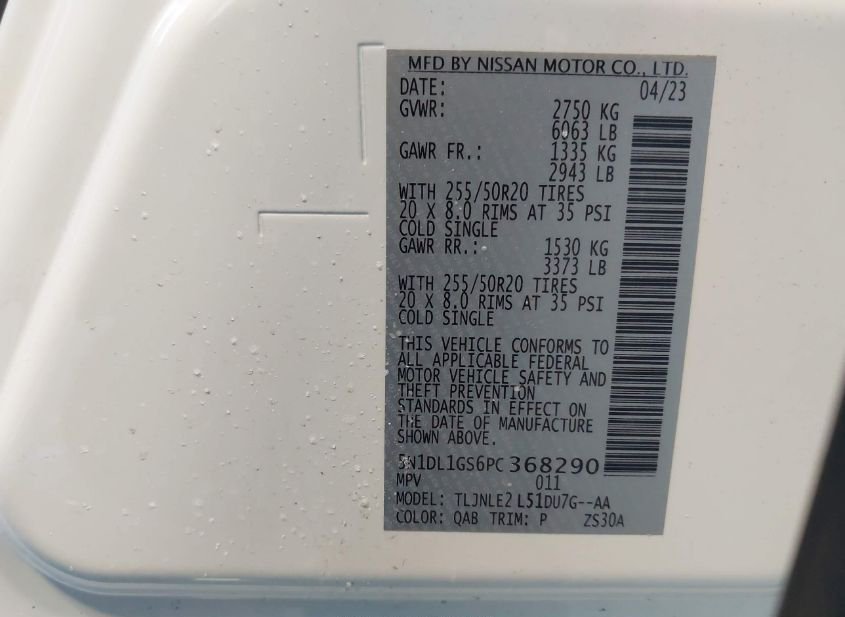 MFD BY NISSAN MOTOR CO., LTD.
DATE: 04/23
GVWR: 2750 KG
6063 LB
GAWR FR.: 1335 KG
2943 LB
WITH 255/50R20 TIRES
20 X 8.0 RIMS AT 35 PSI
COLD SINGLE
GAWR RR.: 1530 KG
3373 LB
WITH 255/50R20 TIRES
20 X 8.0 RIMS AT 35 PSI
COLD SINGLE
THIS VEHICLE CONFORMS TO
ALL APPLICABLE FEDERAL
MOTOR VEHICLE SAFETY AND
THEFT PREVENTION
STANDARDS IN EFFECT ON
THE DATE OF MANUFACTURE
SHOWN ABOVE.
5N1DL1GS6PC368290
MPV 011
MODEL: TLJNLE2 L51DU7G--AA
COLOR: QAB TRIM: P ZS30A